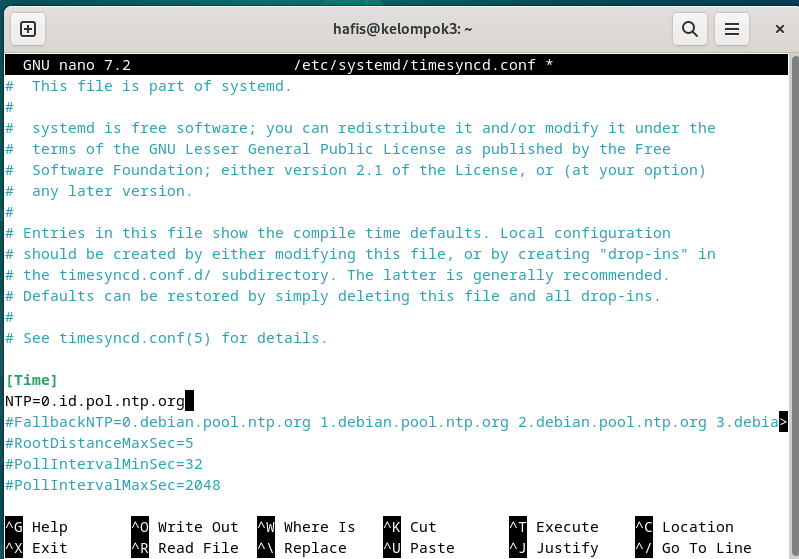 hafis@kelompok3: ~
GNU nano 7.2 /etc/systemd/timesyncd.conf *
#  This file is part of systemd.
#
#  systemd is free software; you can redistribute it and/or modify it under the
#  terms of the GNU Lesser General Public License as published by the Free
#  Software Foundation; either version 2.1 of the License, or (at your option)
#  any later version.
#
# Entries in this file show the compile time defaults. Local configuration
# should be created by either modifying this file, or by creating "drop-ins" in
# the timesyncd.conf.d/ subdirectory. The latter is generally recommended.
# Defaults can be restored by simply deleting this file and all drop-ins.
#
# See timesyncd.conf(5) for details.
[Time]
NTP=0.id.pol.ntp.org
#FallbackNTP=0.debian.pool.ntp.org 1.debian.pool.ntp.org 2.debian.pool.ntp.org 3.debia>
#RootDistanceMaxSec=5
#PollIntervalMinSec=32
#PollIntervalMaxSec=2048
^G Help ^O Write Out ^W Where Is ^K Cut ^T Execute ^C Location
^X Exit ^R Read File ^\ Replace ^U Paste ^J Justify ^/ Go To Line